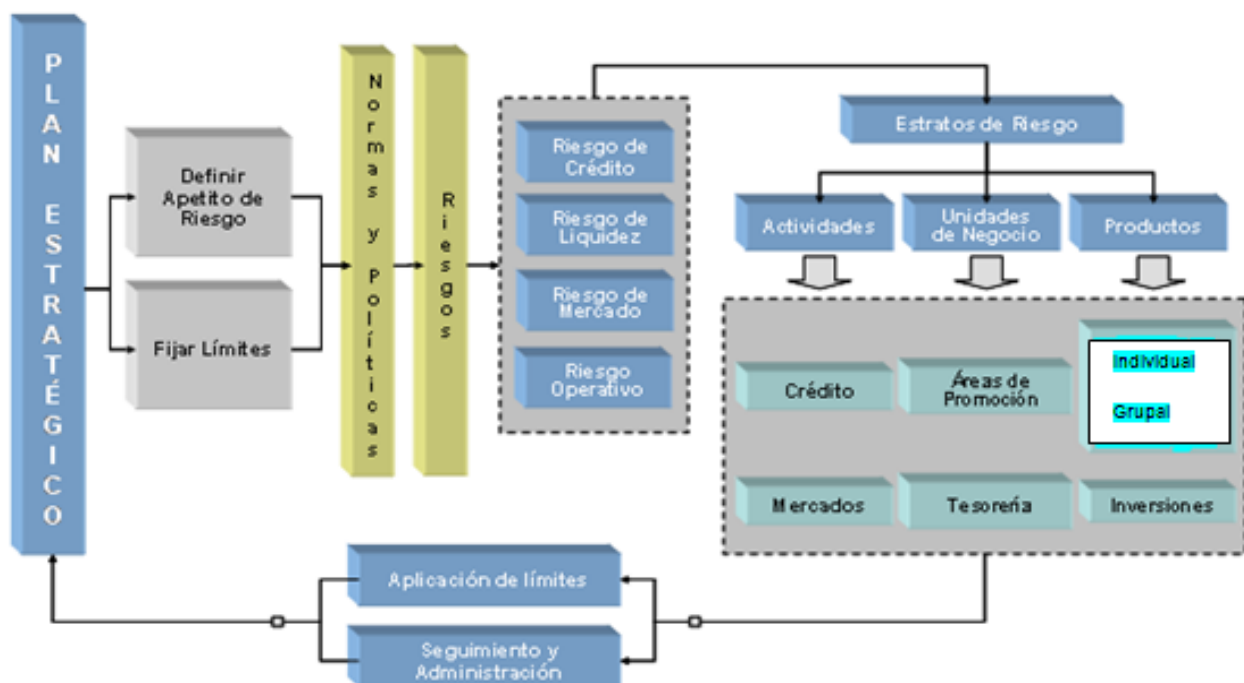 PLAN ESTRATÉGICO
Definir
Apetito de
Riesgo
Fijar Límites
Normas y Políticas
Riesgos
Riesgo de
Crédito
Riesgo de
Liquidez
Riesgo de
Mercado
Riesgo
Operativo
Estratos de Riesgo
Actividades
Unidades
de Negocio
Productos
Crédito
Áreas de
Promoción
Individual
Grupal
Mercados
Tesorería
Inversiones
Aplicación de límites
Seguimiento y
Administración